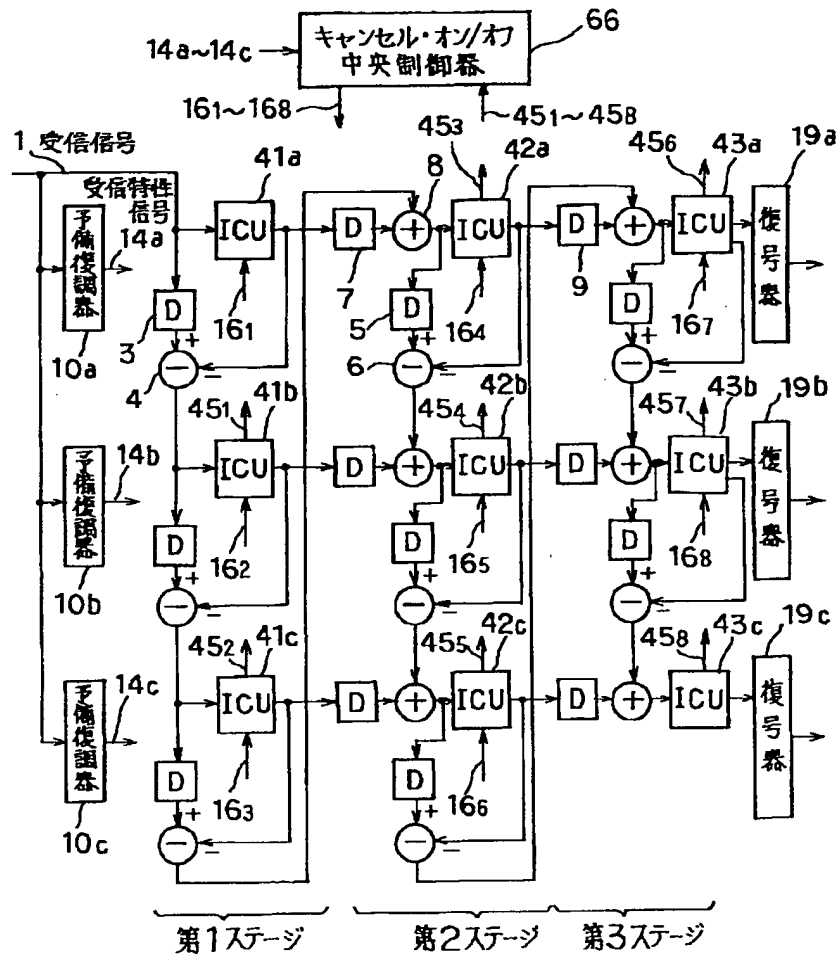 キャンセル・オン/オフ
中央制御器
66
14a~14c
161~168
451~458
1 受信信号
受信特性
信号
予備復調器
14a
10a
41a
ICU
161
D
3
+
−
4
−
7
D
8
+
453
42a
ICU
164
5
D
+
6
−
−
9
D
+
456
43a
ICU
167
D
+
−
−
19a
復号器
予備復調器
14b
10b
451
41b
ICU
162
D
+
−
−
D
+
454
42b
ICU
165
D
+
−
−
D
+
457
43b
ICU
168
D
+
−
−
19b
復号器
予備復調器
14c
10c
452
41c
ICU
163
D
+
−
−
D
+
455
42c
ICU
166
D
+
−
−
D
+
458
43c
ICU
19c
復号器
第1ステージ
第2ステージ
第3ステージ